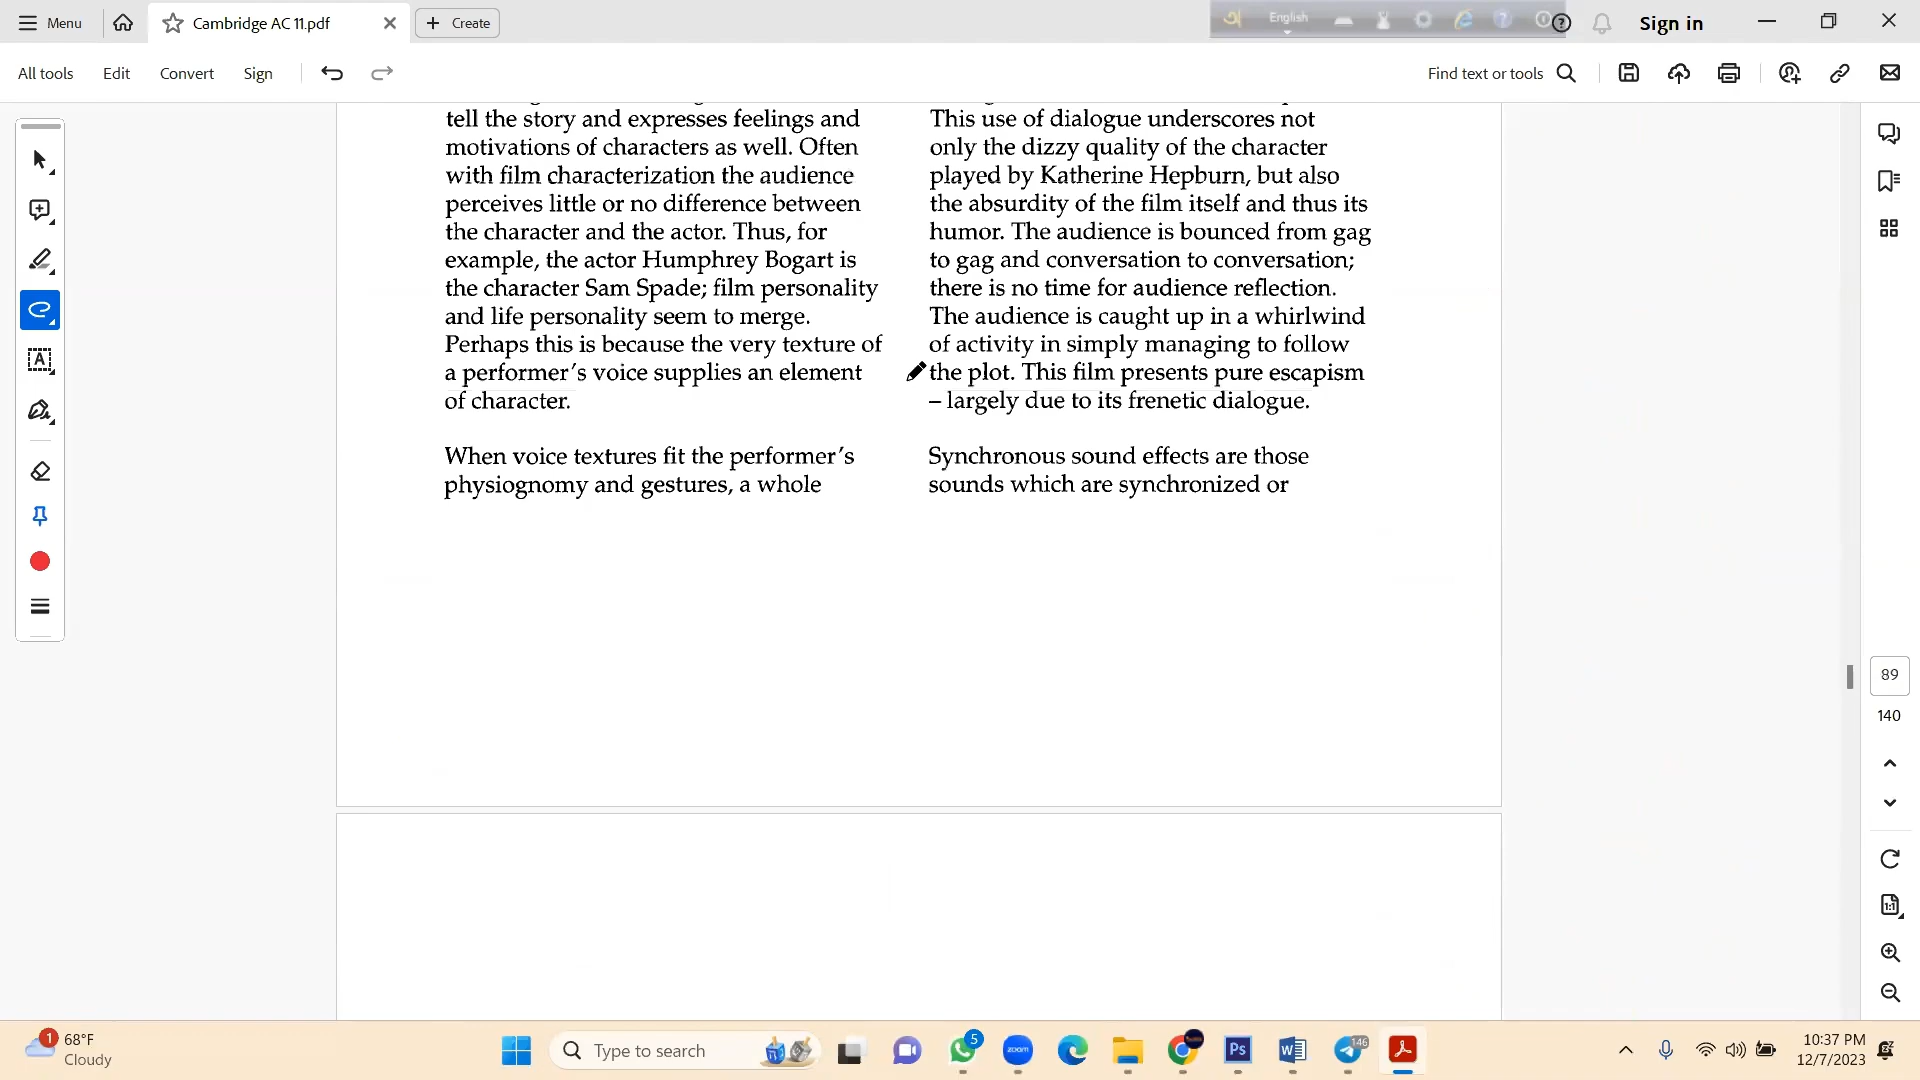 Menu
Cambridge AC 11.pdf
Create
English
Sign in
All tools
Edit
Convert
Sign
Find text or tools
tell the story and expresses feelings and
motivations of characters as well. Often
with film characterization the audience
perceives little or no difference between
the character and the actor. Thus, for
example, the actor Humphrey Bogart is
the character Sam Spade; film personality
and life personality seem to merge.
Perhaps this is because the very texture of
a performer's voice supplies an element
of character.
When voice textures fit the performer's
physiognomy and gestures, a whole
This use of dialogue underscores not
only the dizzy quality of the character
played by Katherine Hepburn, but also
the absurdity of the film itself and thus its
humor. The audience is bounced from gag
to gag and conversation to conversation;
there is no time for audience reflection.
The audience is caught up in a whirlwind
of activity in simply managing to follow
the plot. This film presents pure escapism
– largely due to its frenetic dialogue.
Synchronous sound effects are those
sounds which are synchronized or
89
140
1
68°F
Cloudy
Type to search
5
zoom
Ps
146
10:37 PM
12/7/2023